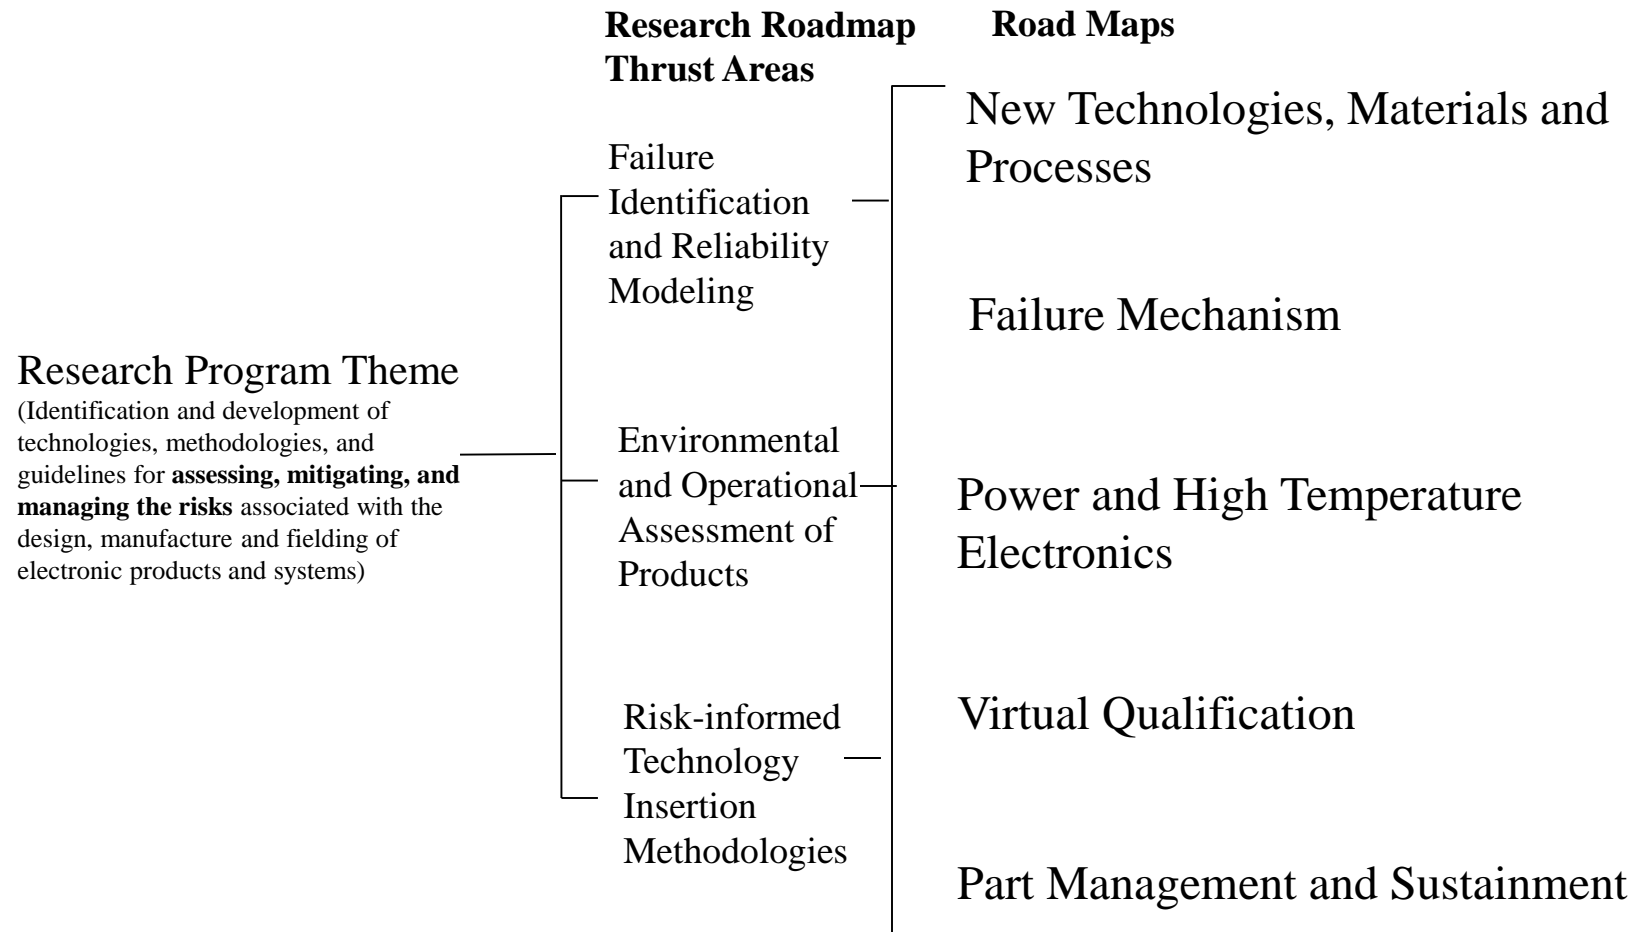 Research Roadmap
Thrust Areas
Road Maps
Research Program Theme
(Identification and development of
technologies, methodologies, and
guidelines for assessing, mitigating, and
managing the risks associated with the
design, manufacture and fielding of
electronic products and systems)
Failure
Identification
and Reliability
Modeling
Environmental
and Operational
Assessment of
Products
Risk-informed
Technology
Insertion
Methodologies
New Technologies, Materials and
Processes
Failure Mechanism
Power and High Temperature
Electronics
Virtual Qualification
Part Management and Sustainment